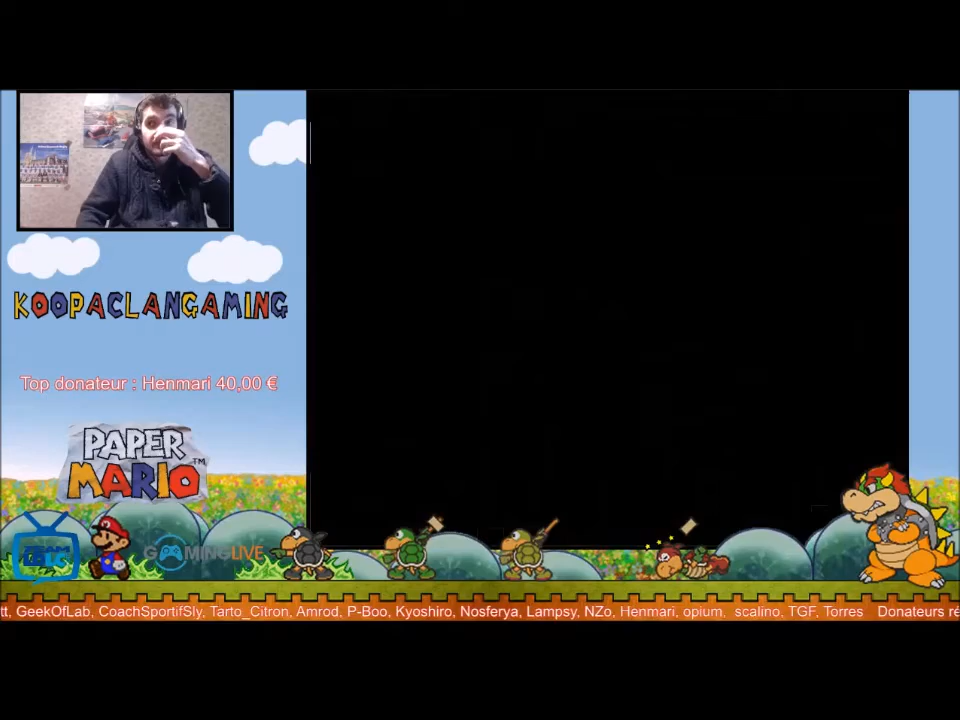 KOOPACLANGAMING
Top donateur : Henmari 40,00 €
PAPER
MARIO™
GAMINGLIVE
tt, GeekOfLab, CoachSportifSly, Tarto_Citron, Amrod, P-Boo, Kyoshiro, Nosferya, Lampsy, NZo, Henmari, opium, scalino, TGF, Torres Donateurs ré